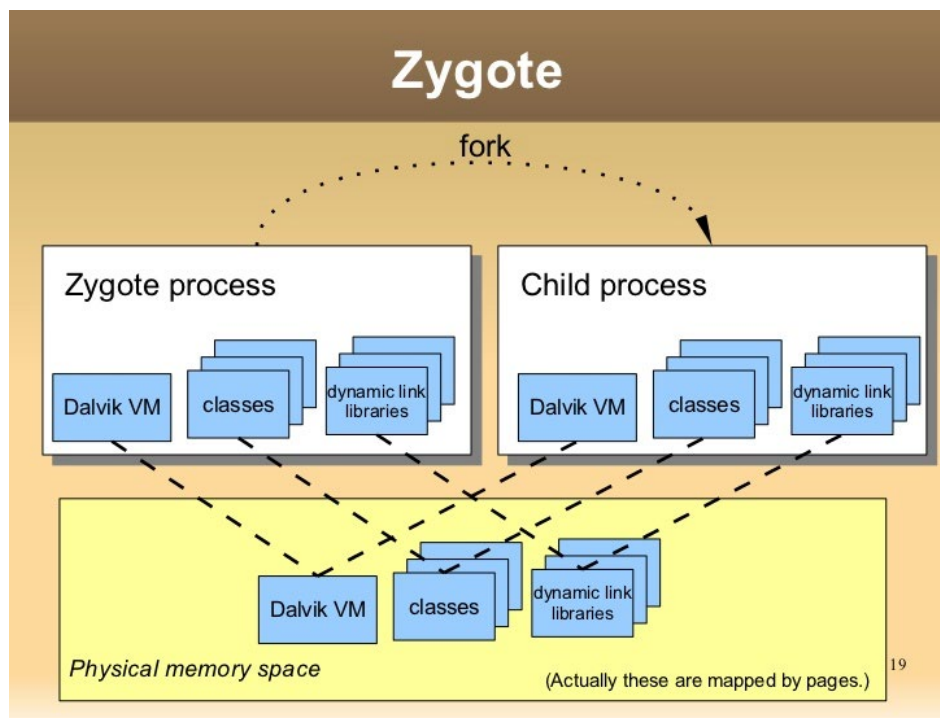 Zygote
fork
Zygote process
Child process
Dalvik VM
classes
dynamic link
libraries
Dalvik VM
classes
dynamic link
libraries
Dalvik VM
classes
dynamic link
libraries
Physical memory space
(Actually these are mapped by pages.)
19